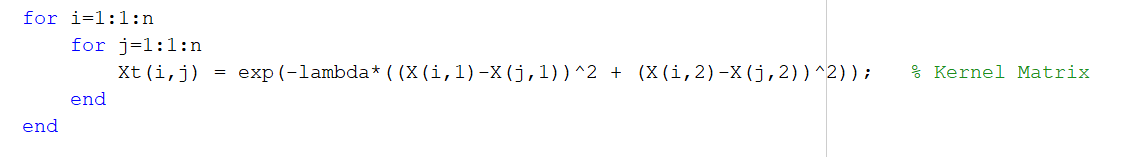 for i=1:1:n
    for j=1:1:n
        Xt(i,j) = exp(-lambda*((X(i,1)-X(j,1))^2 + (X(i,2)-X(j,2))^2));   % Kernel Matrix
    end
end